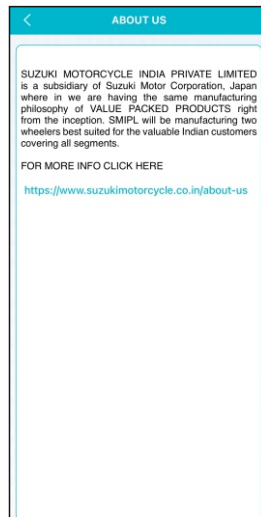 ABOUT US
SUZUKI MOTORCYCLE INDIA PRIVATE LIMITED
is a subsidiary of Suzuki Motor Corporation, Japan
where in we are having the same manufacturing
philosophy of VALUE PACKED PRODUCTS right
from the inception. SMIPL will be manufacturing two
wheelers best suited for the valuable Indian customers
covering all segments.
FOR MORE INFO CLICK HERE
https://www.suzukimotorcycle.co.in/about-us